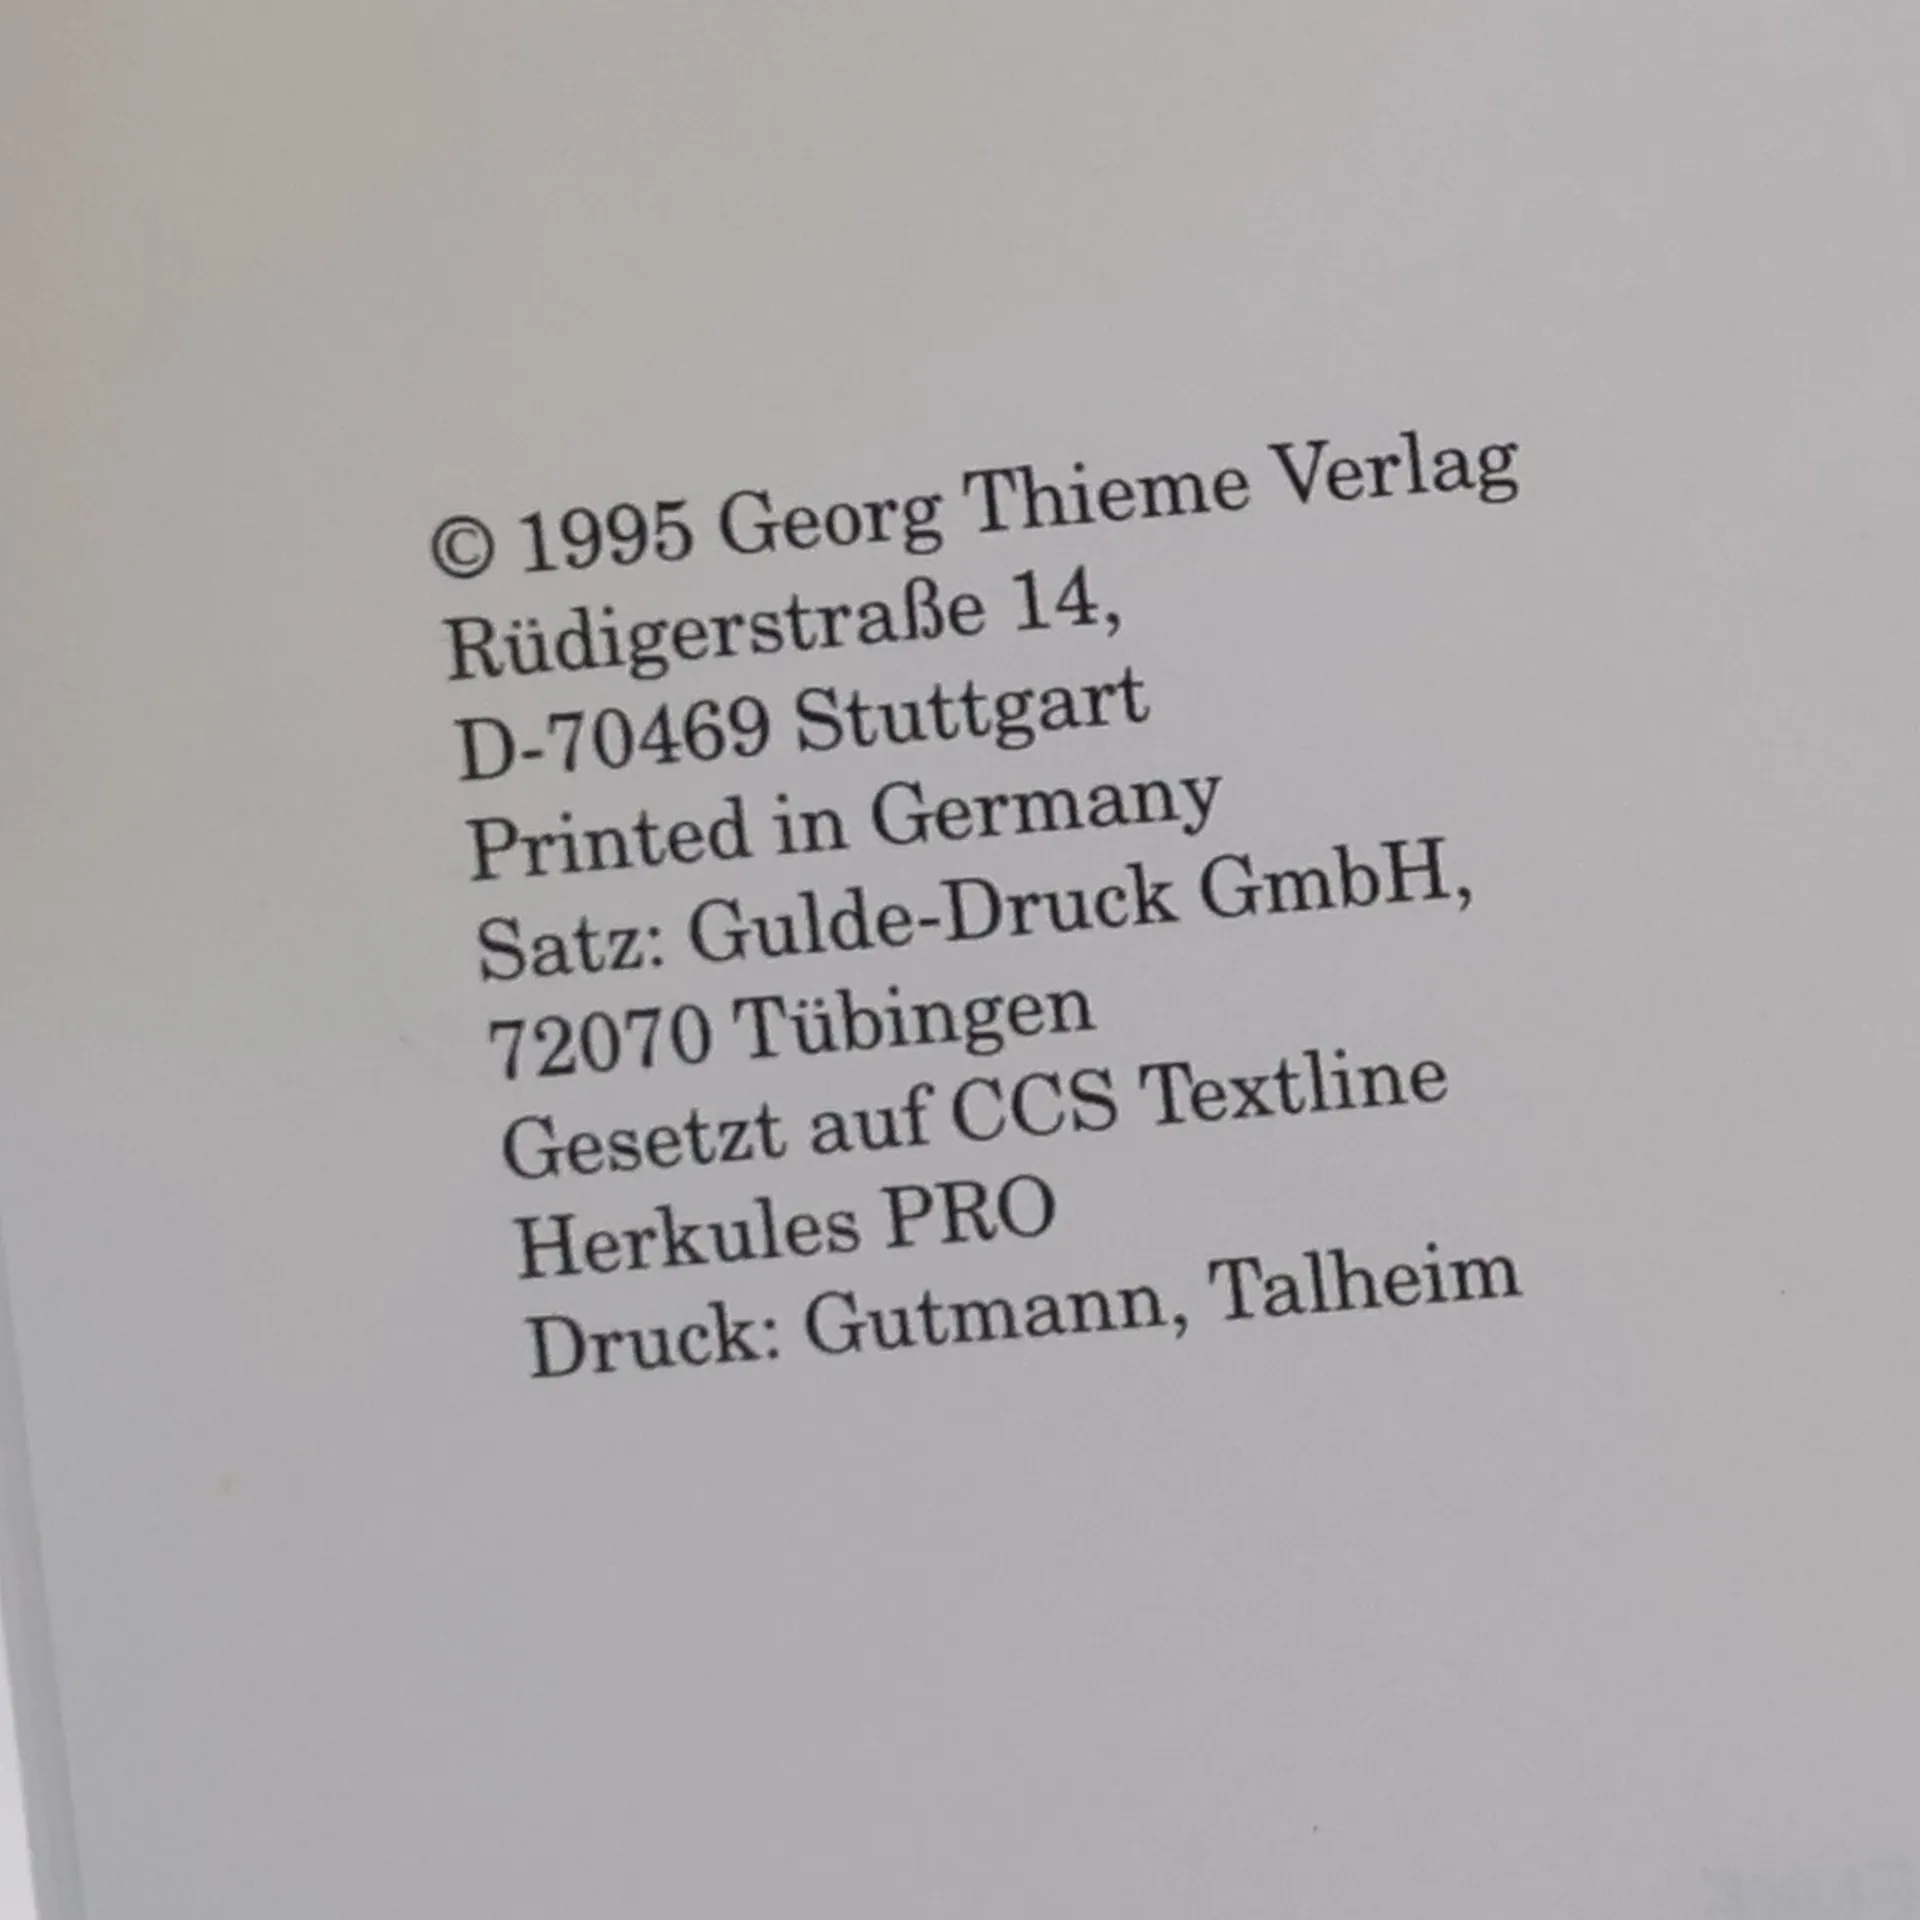 © 1995 Georg Thieme Verlag
Rüdigerstraße 14,
D-70469 Stuttgart
Printed in Germany
Satz: Gulde-Druck GmbH,
72070 Tübingen
Gesetzt auf CCS Textline
Herkules PRO
Druck: Gutmann, Talheim